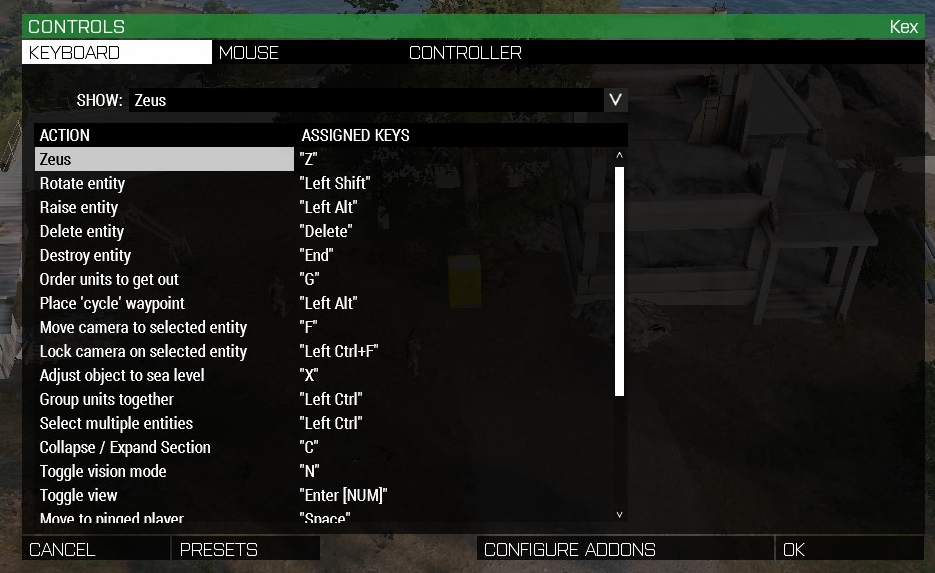 CONTROLS Kex
KEYBOARD MOUSE CONTROLLER
SHOW: Zeus
ACTION ASSIGNED KEYS
Zeus "Z"
Rotate entity "Left Shift"
Raise entity "Left Alt"
Delete entity "Delete"
Destroy entity "End"
Order units to get out "G"
Place 'cycle' waypoint "Left Alt"
Move camera to selected entity "F"
Lock camera on selected entity "Left Ctrl+F"
Adjust object to sea level "X"
Group units together "Left Ctrl"
Select multiple entities "Left Ctrl"
Collapse / Expand Section "C"
Toggle vision mode "N"
Toggle view "Enter [NUM]"
Move to pinged player "Space"
CANCEL PRESETS CONFIGURE ADDONS OK